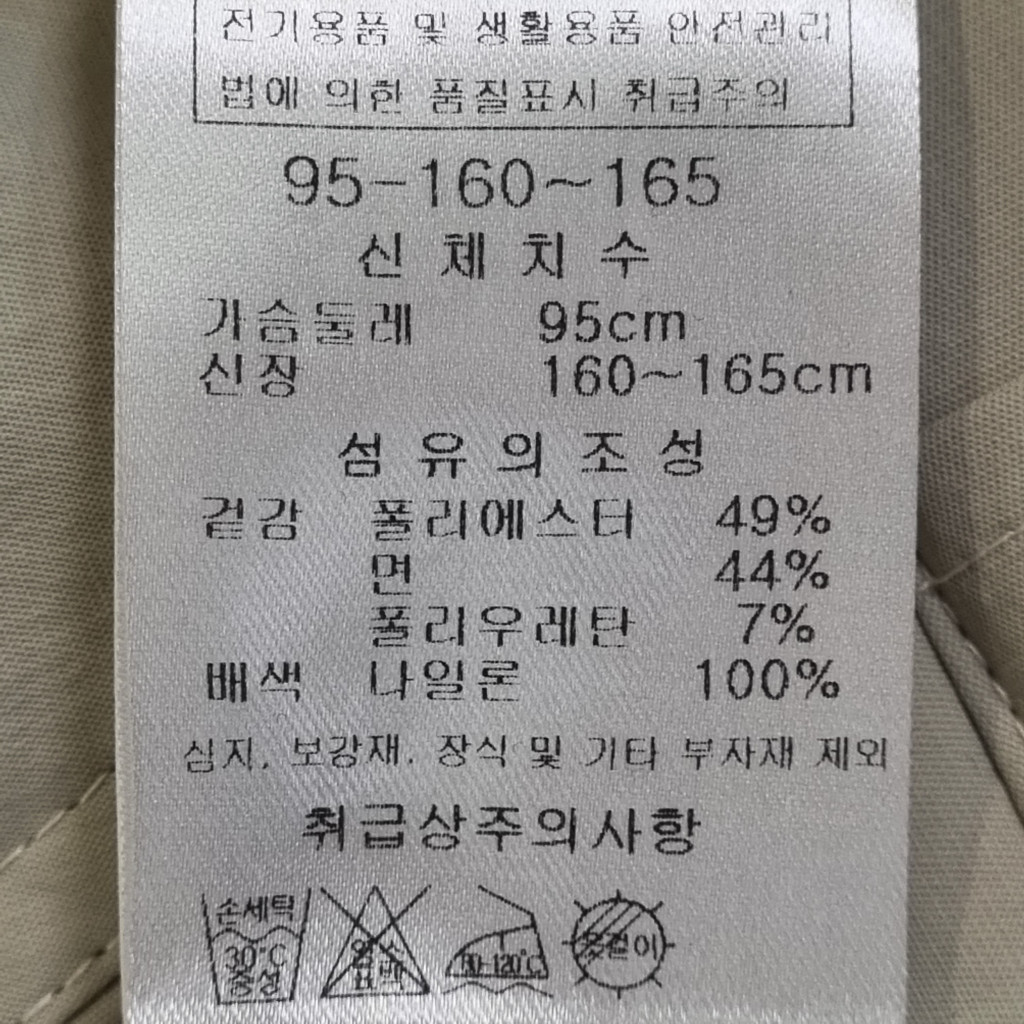 전기용품 및 생활용품 안전관리
법에 의한 품질표시 취급주의
95-160~165
신체치수
가슴둘레 95cm
신장 160~165cm
섬유의조성
겉감 폴리에스터 49%
면 44%
폴리우레탄 7%
배색 나일론 100%
심지, 보강재, 장식 및 기타 부자재 제외
취급상주의사항
손세탁
30°C
중성
염소
표백
80-120°C
옷걸이